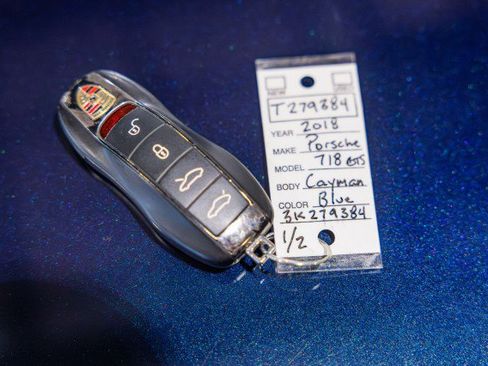 T279384
YEAR 2018
MAKE Porsche
MODEL 718 GTS
BODY Cayman
COLOR Blue
3K279384
1/2